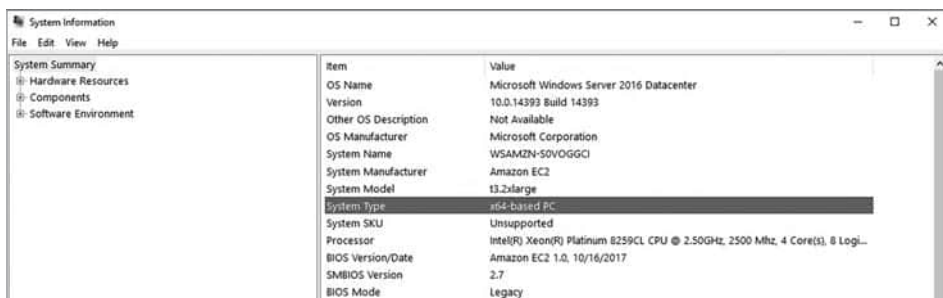 System Information
File Edit View Help
System Summary
Hardware Resources
Components
Software Environment
Item Value
OS Name Microsoft Windows Server 2016 Datacenter
Version 10.0.14393 Build 14393
Other OS Description Not Available
OS Manufacturer Microsoft Corporation
System Name WSAMZN-S0VOGGCI
System Manufacturer Amazon EC2
System Model t3.2xlarge
System Type x64-based PC
System SKU Unsupported
Processor Intel(R) Xeon(R) Platinum 8259CL CPU @ 2.50GHz, 2500 Mhz, 4 Core(s), 8 Logi...
BIOS Version/Date Amazon EC2 1.0, 10/16/2017
SMBIOS Version 2.7
BIOS Mode Legacy